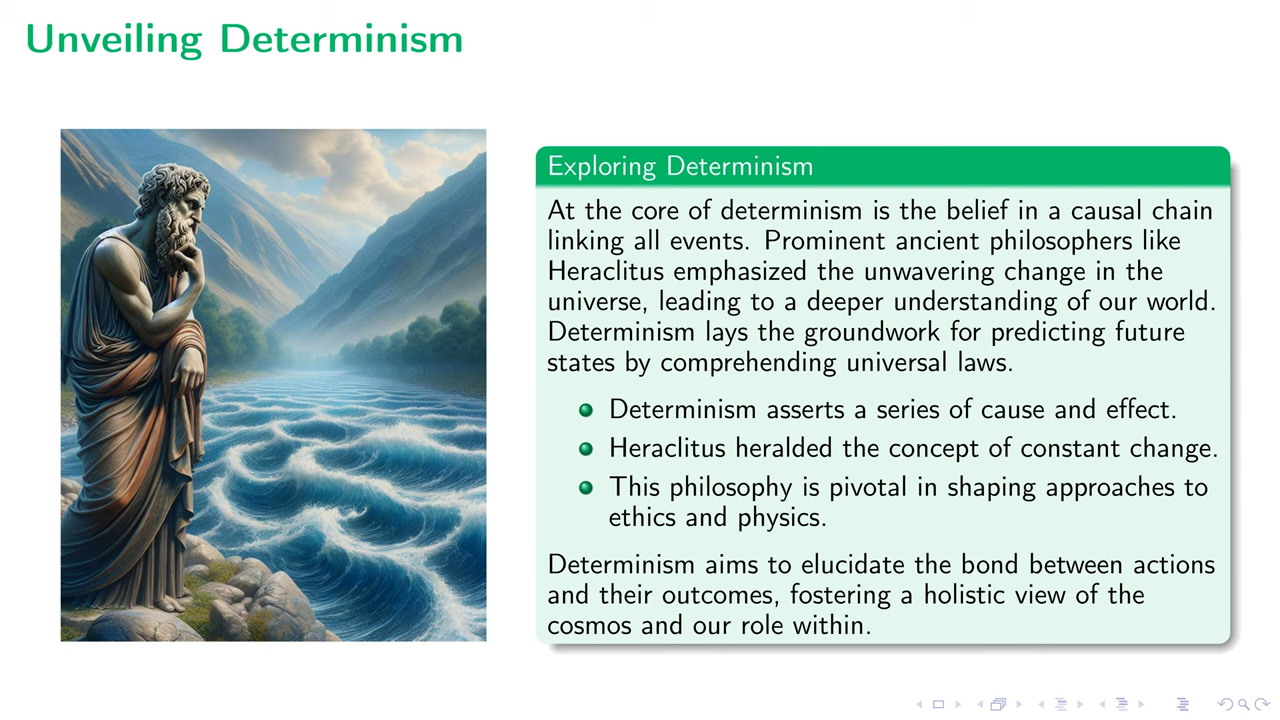 Unveiling Determinism
Exploring Determinism
At the core of determinism is the belief in a causal chain
linking all events. Prominent ancient philosophers like
Heraclitus emphasized the unwavering change in the
universe, leading to a deeper understanding of our world.
Determinism lays the groundwork for predicting future
states by comprehending universal laws.
Determinism asserts a series of cause and effect.
Heraclitus heralded the concept of constant change.
This philosophy is pivotal in shaping approaches to
ethics and physics.
Determinism aims to elucidate the bond between actions
and their outcomes, fostering a holistic view of the
cosmos and our role within.